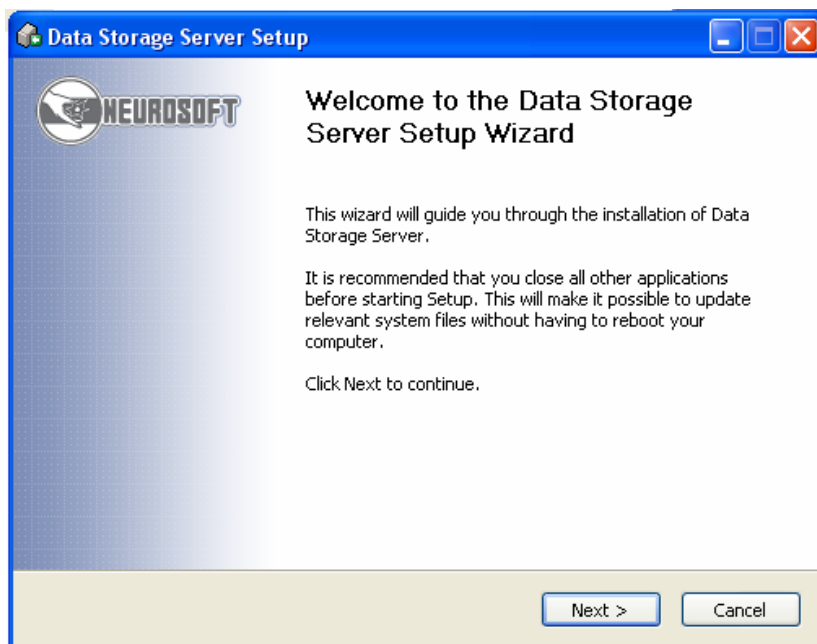 Data Storage Server Setup
NEUROSOFT
Welcome to the Data Storage
Server Setup Wizard
This wizard will guide you through the installation of Data
Storage Server.
It is recommended that you close all other applications
before starting Setup. This will make it possible to update
relevant system files without having to reboot your
computer.
Click Next to continue.
Next >
Cancel